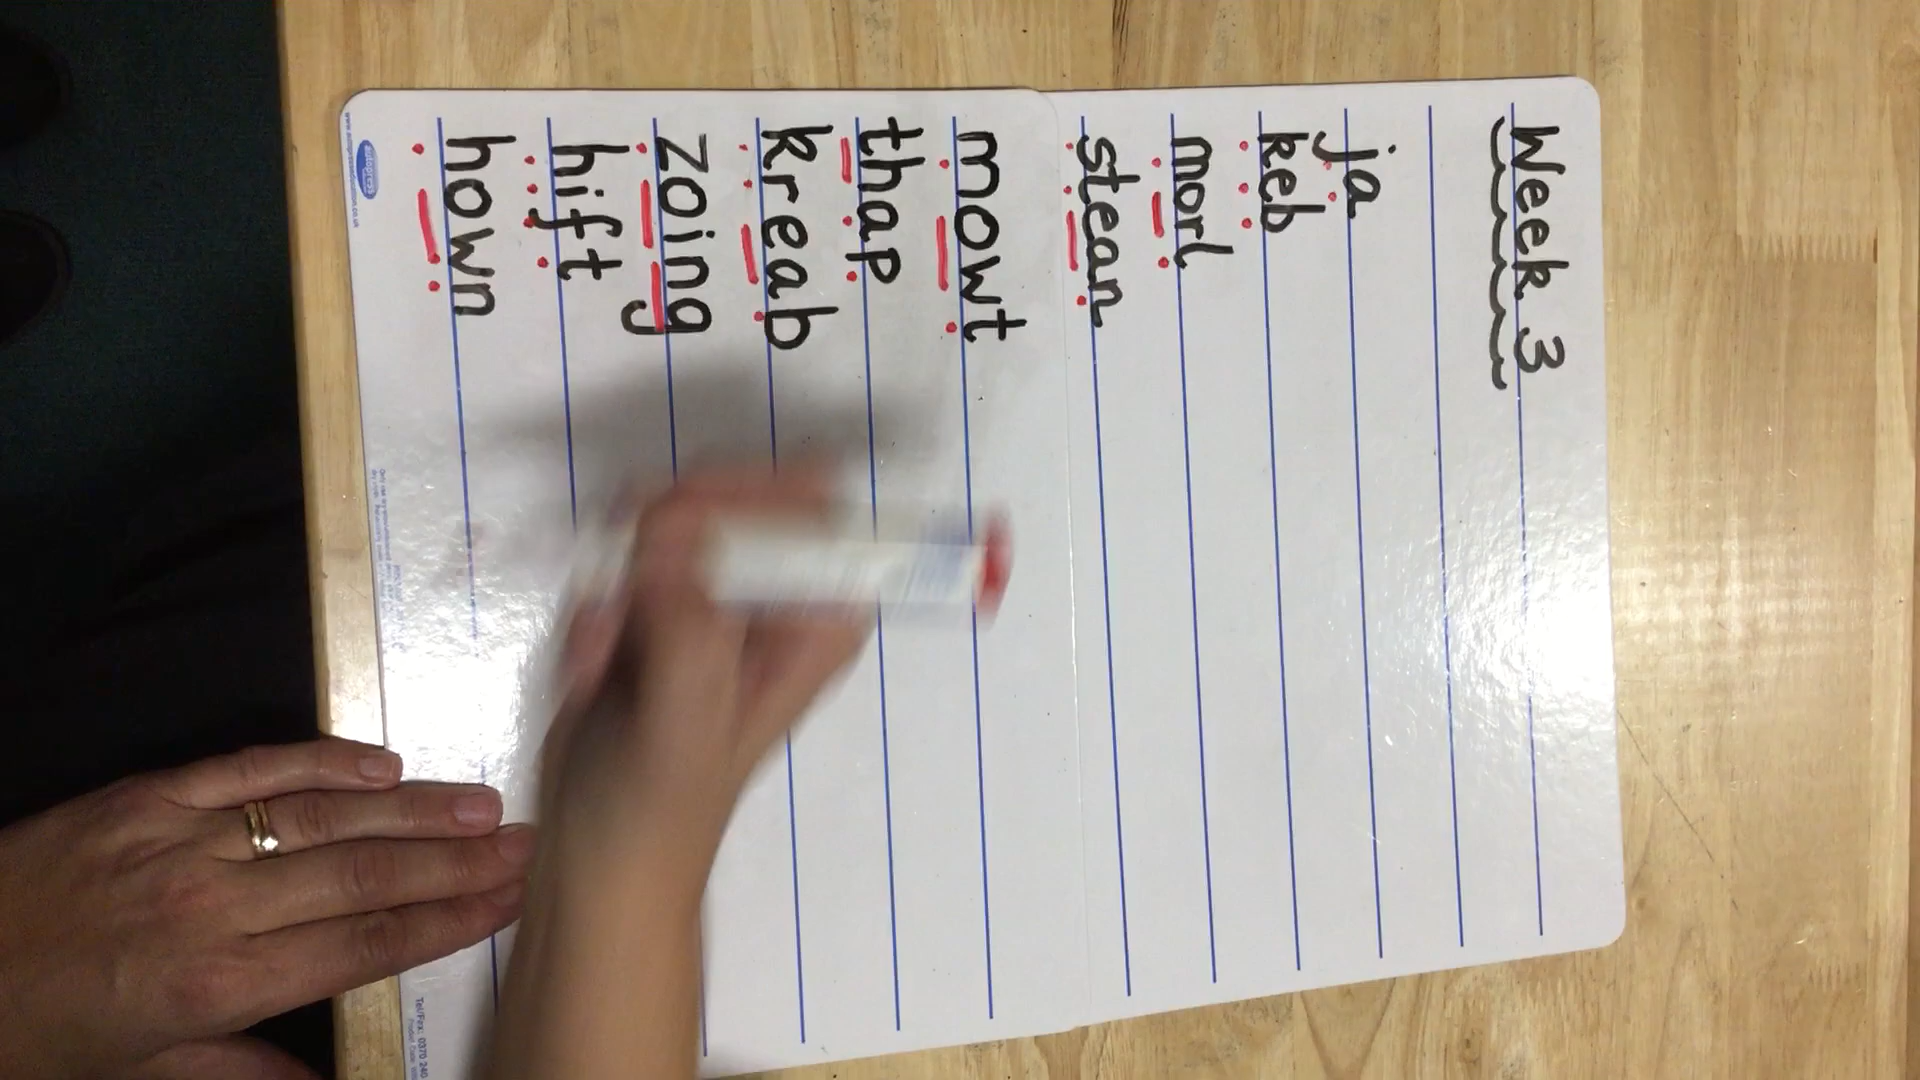 Week 3
ja
keb
morl
stean
mowt
thap
kreab
zoing
hift
hown